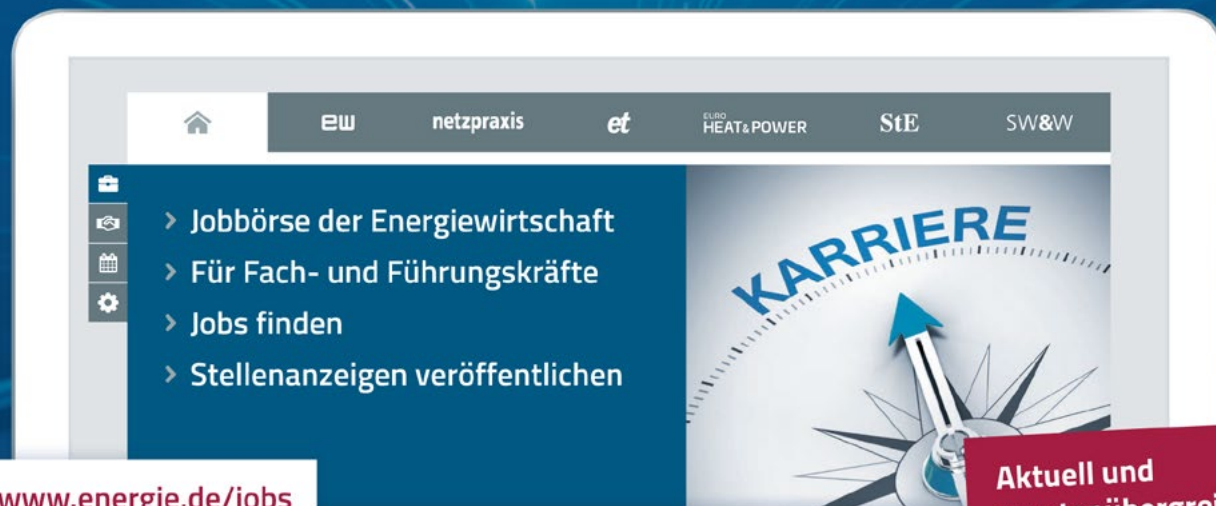 ew
netzpraxis
et
EURO
HEAT&POWER
StE
SW&W
> Jobbörse der Energiewirtschaft
> Für Fach- und Führungskräfte
> Jobs finden
> Stellenanzeigen veröffentlichen
KARRIERE
www.energie.de/jobs
Aktuell und